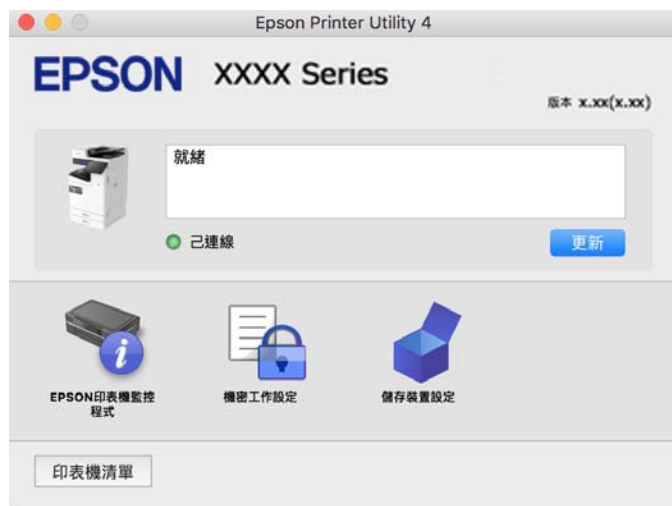 Epson Printer Utility 4
EPSON XXXX Series
版本 x.xx(x.xx)
就緒
己連線
更新
EPSON印表機監控
程式
機密工作設定
儲存裝置設定
印表機清單